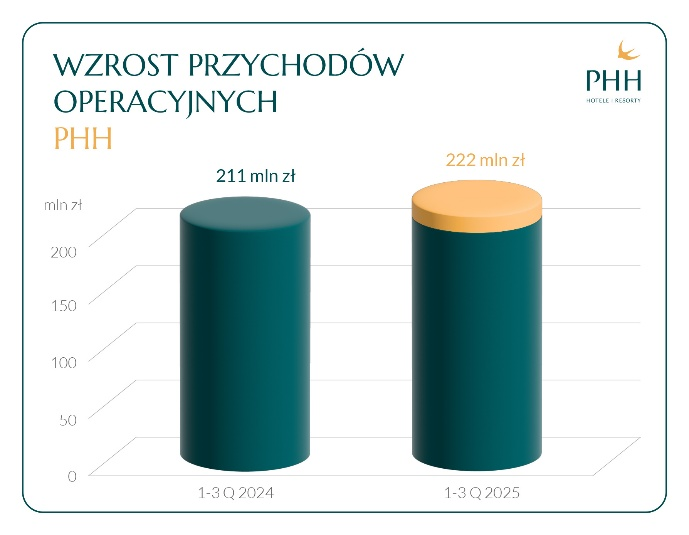 WZROST PRZYCHODÓW
OPERACYJNYCH
PHH
PHH
HOTELE · RESORTY
222 mln zł
211 mln zł
mln zł
200
150
100
50
0
1-3 Q 2024
1-3 Q 2025